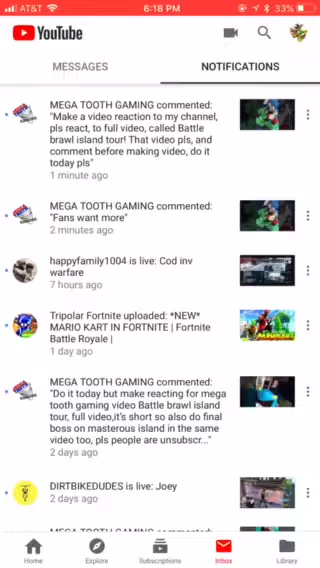 AT&T 6:18 PM 33%
YouTube
MESSAGES NOTIFICATIONS
MEGA TOOTH GAMING commented:
"Make a video reaction to my channel,
pls react, to full video, called Battle
brawl island tour! That video pls, and
comment before making video, do it
today pls"
1 minute ago
MEGA TOOTH GAMING commented:
"Fans want more"
2 minutes ago
happyfamily1004 is live: Cod inv
warfare
7 hours ago
Tripolar Fortnite uploaded: *NEW*
MARIO KART IN FORTNITE | Fortnite
Battle Royale |
1 day ago
MEGA TOOTH GAMING commented:
"Do it today but make reacting for mega
tooth gaming video Battle brawl island
tour, full video,it's short so also do final
boss on masterous island in the same
video too, pls people are unsubscr..."
2 days ago
DIRTBIKEDUDES is live: Joey
2 days ago
MEGA TOOTH GAMING commented:
Home Explore Subscriptions Inbox Library